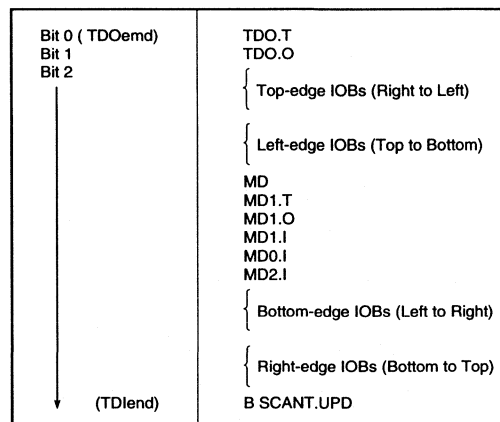 Bit 0 ( TDOemd) TDO.T
Bit 1 TDO.O
Bit 2
Top-edge IOBs (Right to Left)
Left-edge IOBs (Top to Bottom)
MD
MD1.T
MD1.O
MD1.I
MD0.I
MD2.I
Bottom-edge IOBs (Left to Right)
Right-edge IOBs (Bottom to Top)
(TDIend) B SCANT.UPD